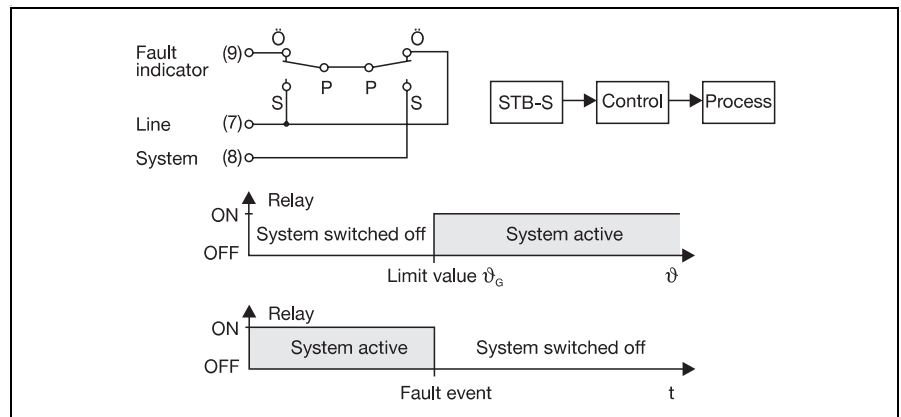 Ö Ö
Fault indicator (9)
P P
S S
Line (7)
System (8)
STB-S Control Process
Relay
ON
System switched off System active
OFF
Limit value ϑG ϑ
Relay
ON
System active System switched off
OFF
Fault event t